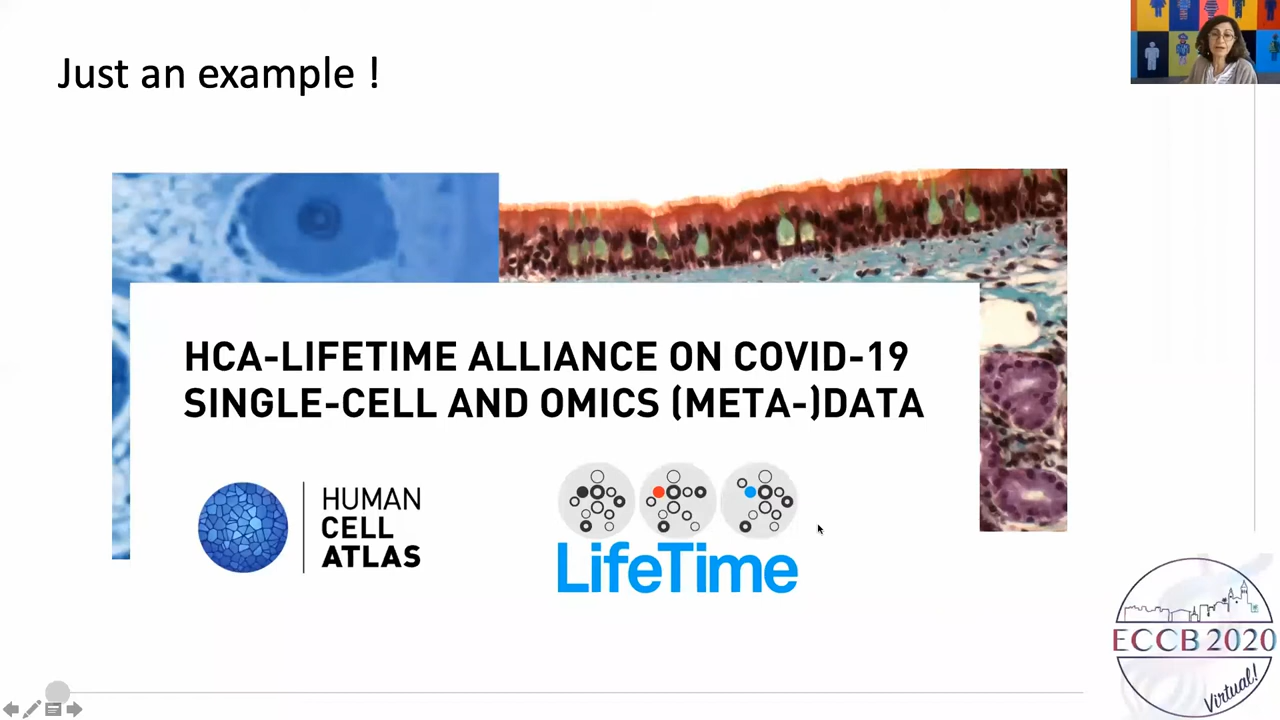 Just an example !
HCA-LIFETIME ALLIANCE ON COVID-19
SINGLE-CELL AND OMICS (META-)DATA
HUMAN
CELL
ATLAS
LifeTime
ECCB 2020
Virtual!